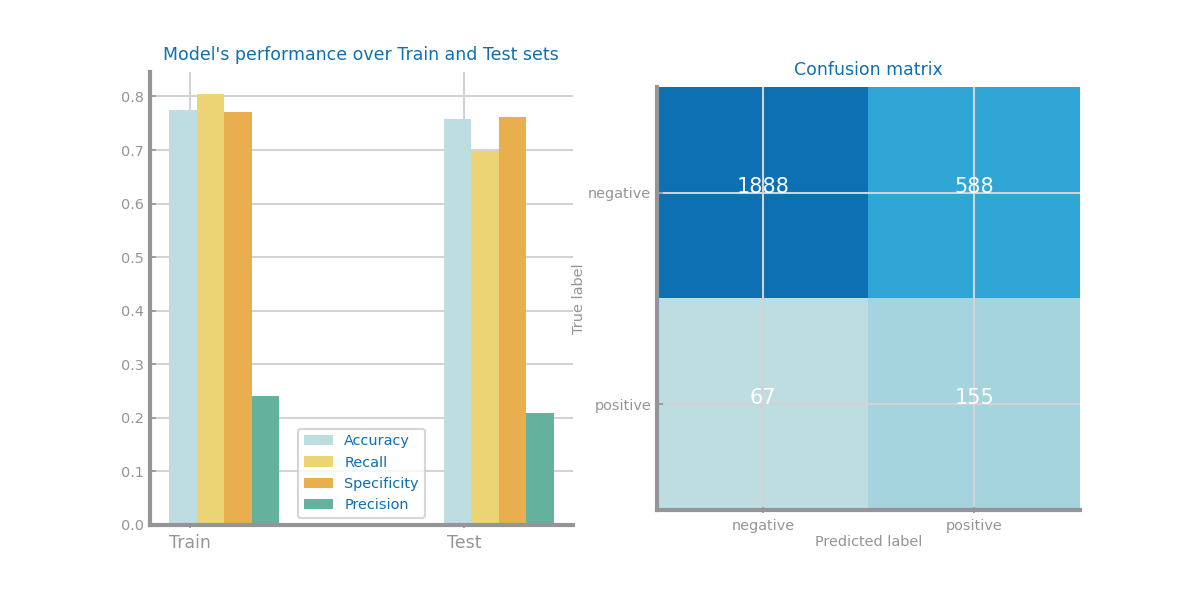 Model's performance over Train and Test sets
0.8
0.7
0.6
0.5
0.4
0.3
0.2
0.1
0.0
Train
Test
Accuracy
Recall
Specificity
Precision
Confusion matrix
True label
negative
positive
1888
588
67
155
negative
positive
Predicted label